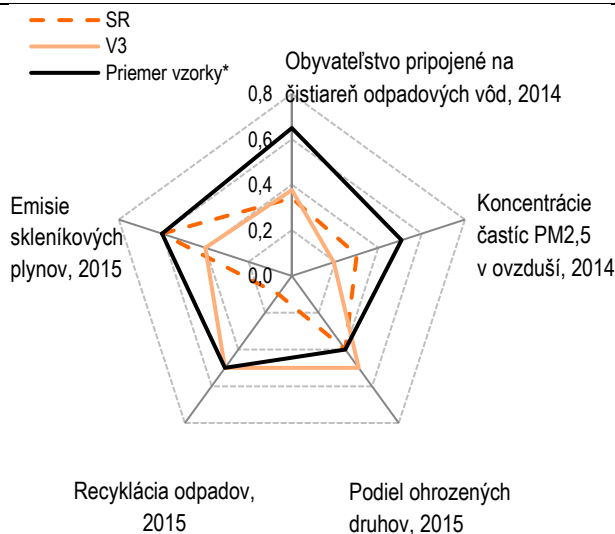 SR
V3
Priemer vzorky*
Obyvateľstvo pripojené na
čistiareň odpadových vôd, 2014
0,8
0,6
0,4
0,2
0,0
Koncentrácie
častíc PM2,5
v ovzduší, 2014
Emisie
skleníkových
plynov, 2015
Recyklácia odpadov,
2015
Podiel ohrozených
druhov, 2015